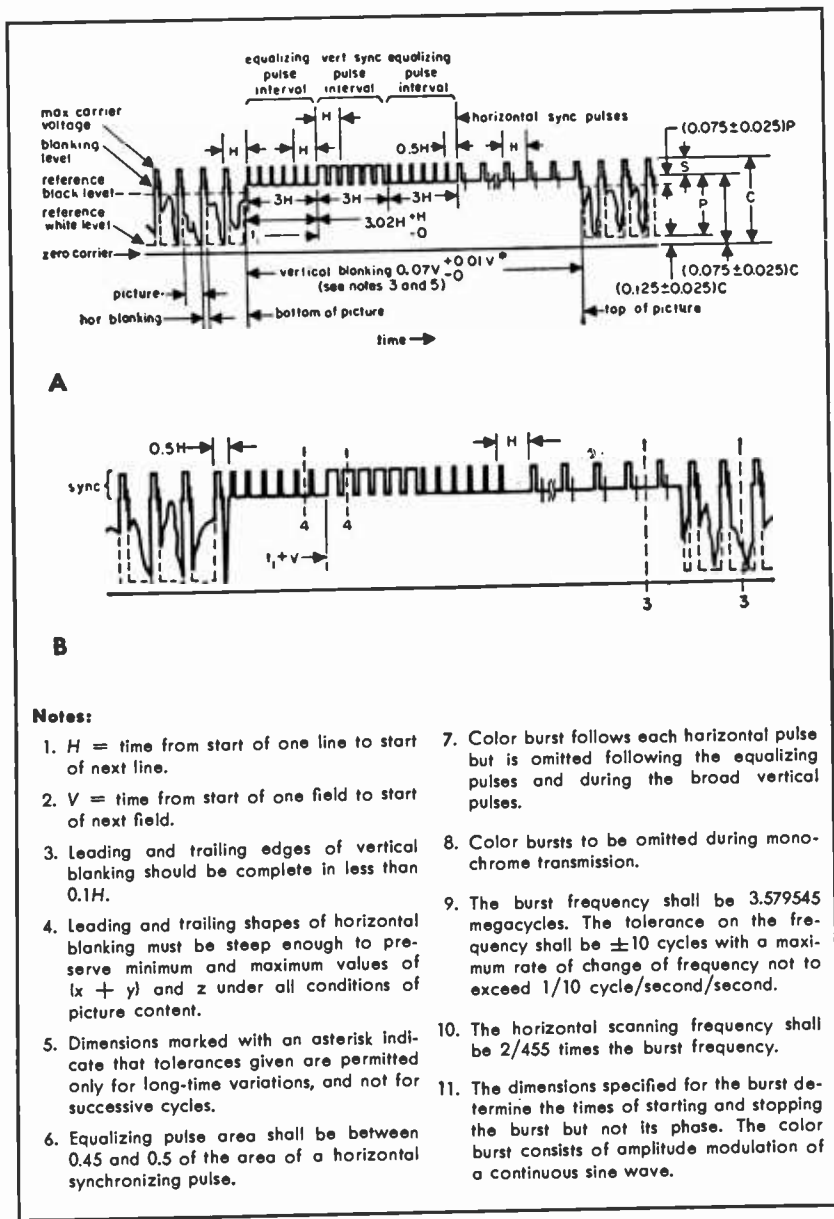 equalizing vert sync equalizing
pulse pulse pulse
interval interval interval
max carrier
voltage
blanking
level
reference
black level
reference
white level
zero carrier
H
H
H
0.5H
horizontal sync pulses
H
(0.075±0.025)P
S
P
C
3H
3H
3H
t₁
3.02H +H -0
vertical blanking 0.07V +0.01V* -0
(see notes 3 and 5)
(0.075±0.025)C
(0.125±0.025)C
picture
hor blanking
bottom of picture
top of picture
time
A
0.5H
H
sync
4
4
t₁+V
3
3
B
Notes:
1. H = time from start of one line to start
of next line.
2. V = time from start of one field to start
of next field.
3. Leading and trailing edges of vertical
blanking should be complete in less than
0.1H.
4. Leading and trailing shapes of horizontal
blanking must be steep enough to pre-
serve minimum and maximum values of
(x + y) and z under all conditions of
picture content.
5. Dimensions marked with an asterisk indi-
cate that tolerances given are permitted
only for long-time variations, and not for
successive cycles.
6. Equalizing pulse area shall be between
0.45 and 0.5 of the area of a horizontal
synchronizing pulse.
7. Color burst follows each horizontal pulse
but is omitted following the equalizing
pulses and during the broad vertical
pulses.
8. Color bursts to be omitted during mono-
chrome transmission.
9. The burst frequency shall be 3.579545
megacycles. The tolerance on the fre-
quency shall be ±10 cycles with a maxi-
mum rate of change of frequency not to
exceed 1/10 cycle/second/second.
10. The horizontal scanning frequency shall
be 2/455 times the burst frequency.
11. The dimensions specified for the burst de-
termine the times of starting and stopping
the burst but not its phase. The color
burst consists of amplitude modulation of
a continuous sine wave.